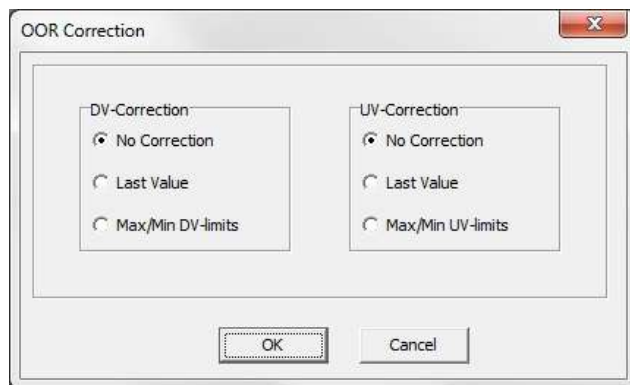 OOR Correction
DV-Correction
No Correction
Last Value
Max/Min DV-limits
UV-Correction
No Correction
Last Value
Max/Min UV-limits
OK
Cancel